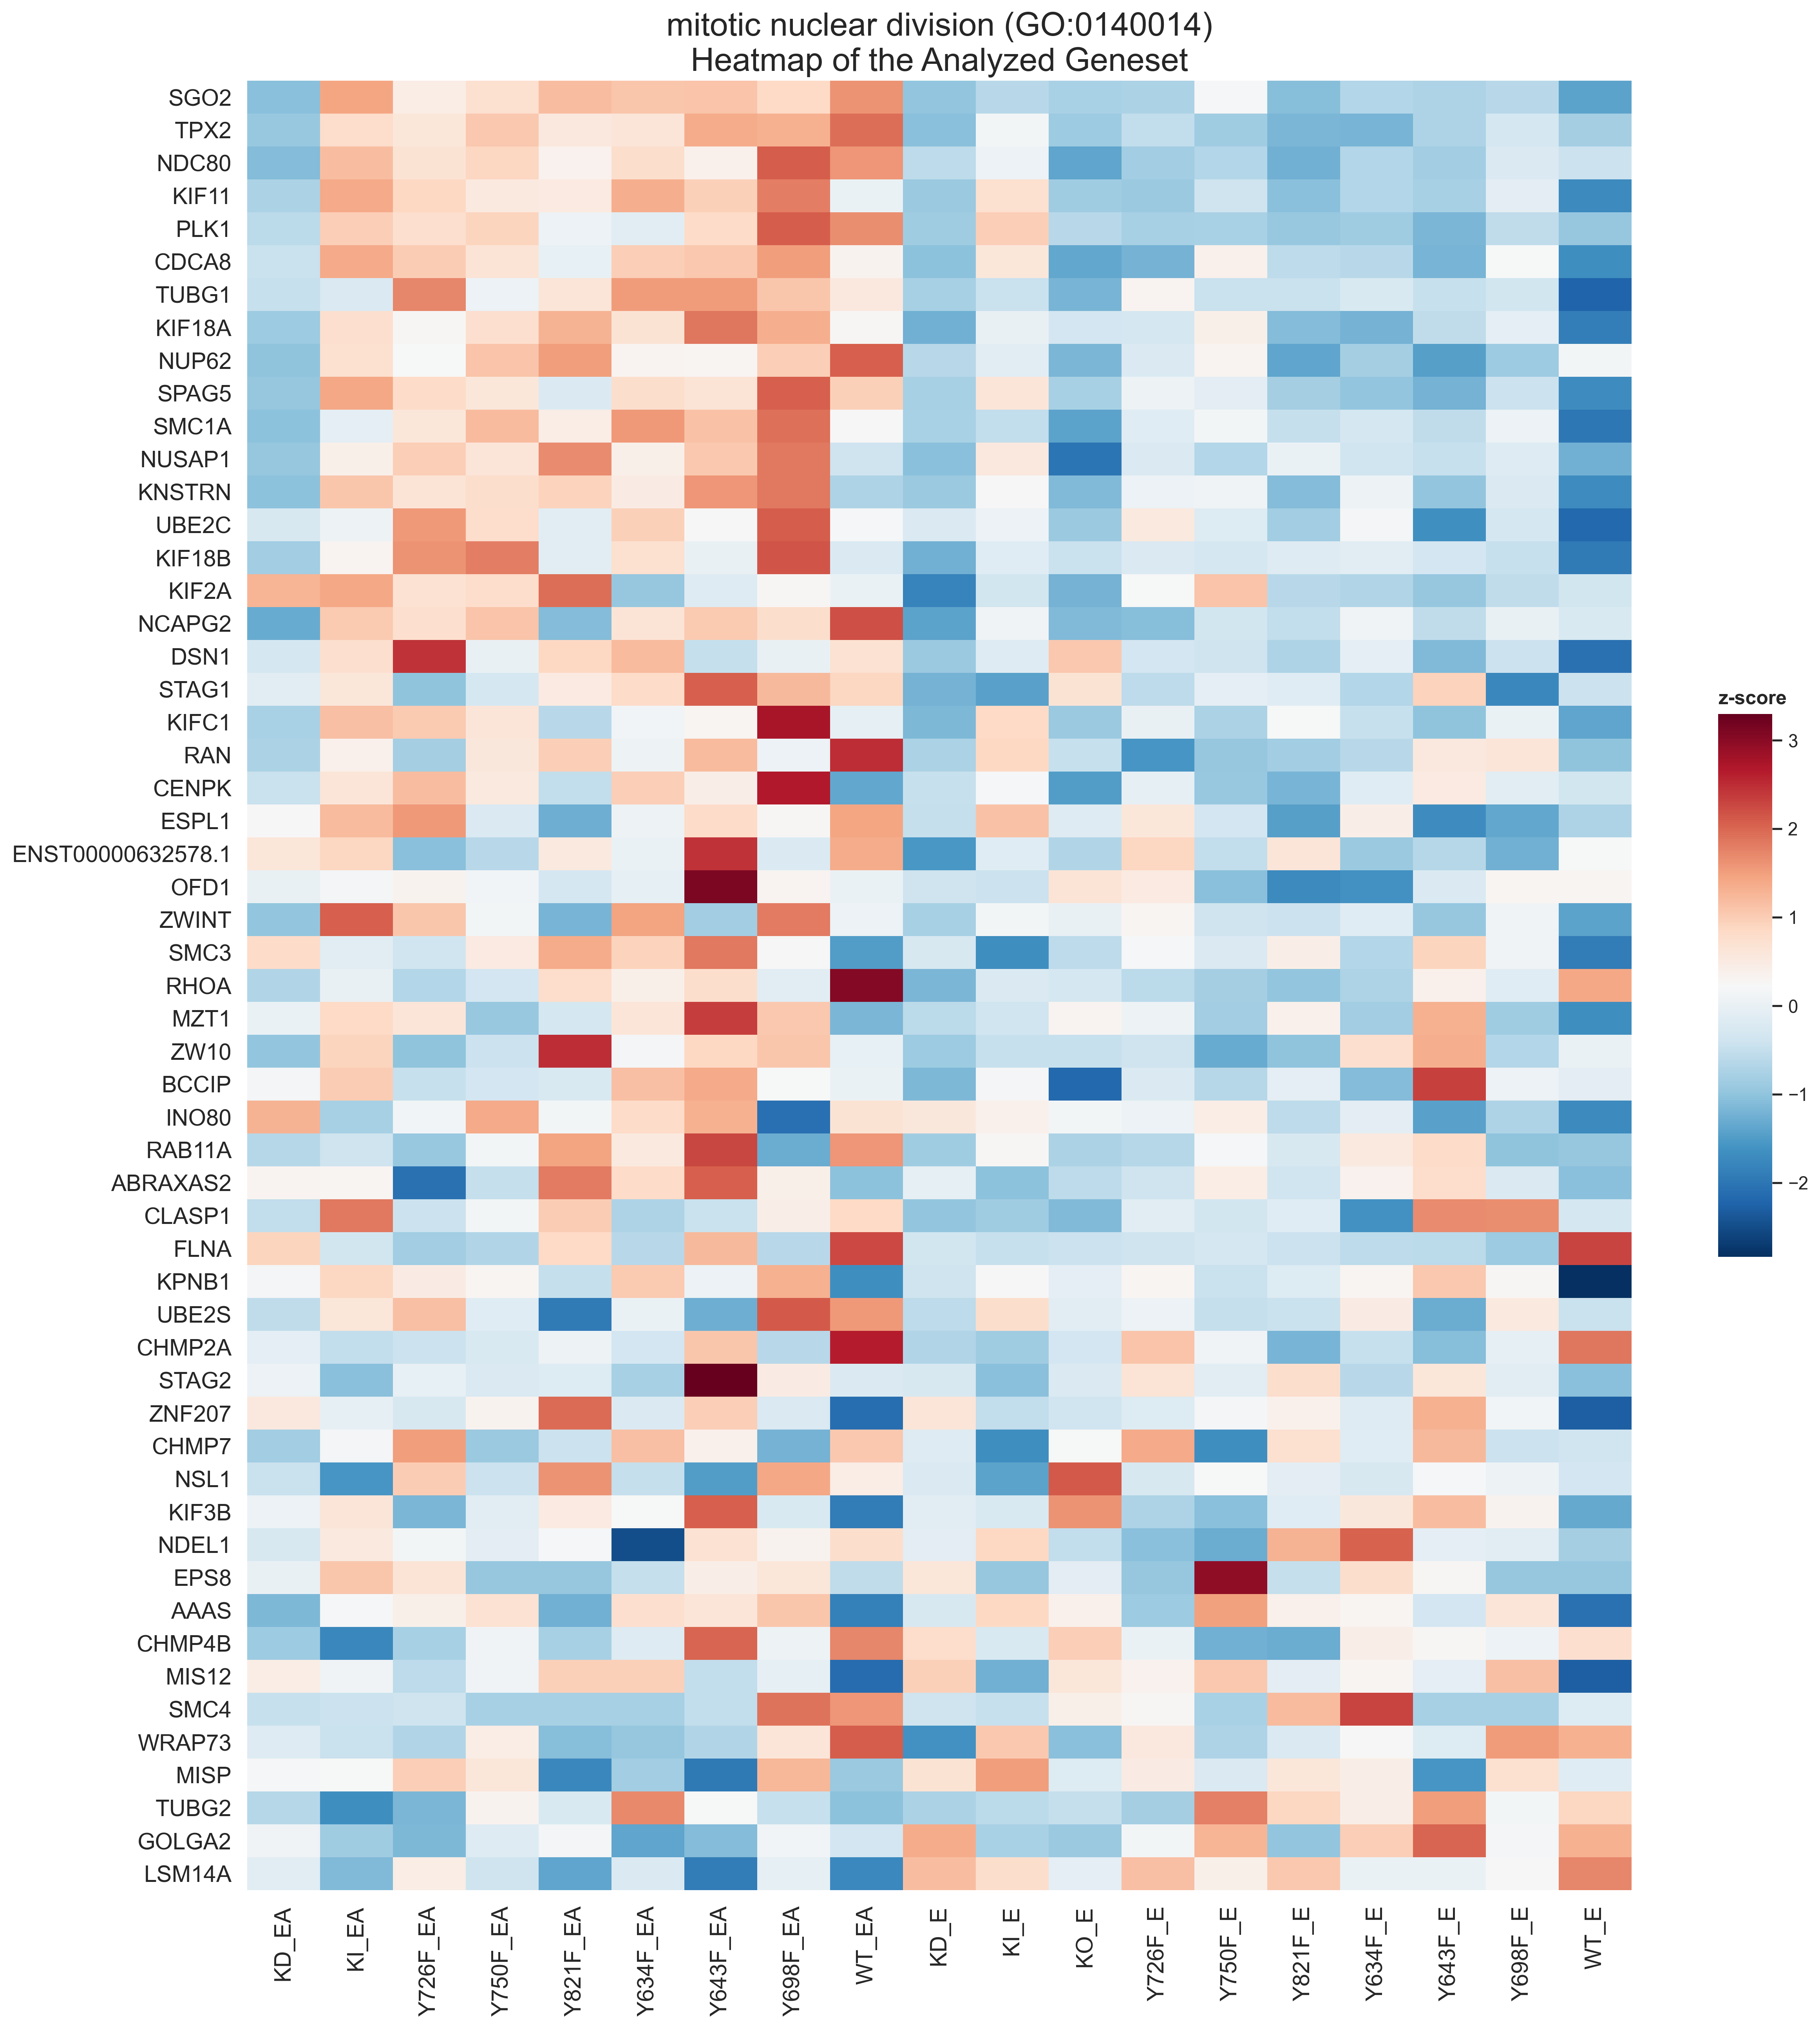 mitotic nuclear division (GO:0140014)
Heatmap of the Analyzed Geneset
SGO2
TPX2
NDC80
KIF11
PLK1
CDCA8
TUBG1
KIF18A
NUP62
SPAG5
SMC1A
NUSAP1
KNSTRN
UBE2C
KIF18B
KIF2A
NCAPG2
DSN1
STAG1
KIFC1
RAN
CENPK
ESPL1
ENST00000632578.1
OFD1
ZWINT
SMC3
RHOA
MZT1
ZW10
BCCIP
INO80
RAB11A
ABRAXAS2
CLASP1
FLNA
KPNB1
UBE2S
CHMP2A
STAG2
ZNF207
CHMP7
NSL1
KIF3B
NDEL1
EPS8
AAAS
CHMP4B
MIS12
SMC4
WRAP73
MISP
TUBG2
GOLGA2
LSM14A
KD_EA
KI_EA
Y726F_EA
Y750F_EA
Y821F_EA
Y634F_EA
Y643F_EA
Y698F_EA
WT_EA
KD_E
KI_E
KO_E
Y726F_E
Y750F_E
Y821F_E
Y634F_E
Y643F_E
Y698F_E
WT_E
z-score
3
2
1
0
−1
−2